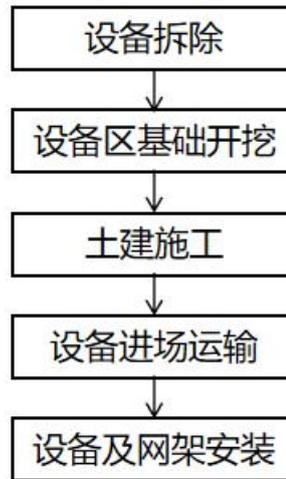 设备拆除
设备区基础开挖
土建施工
设备进场运输
设备及网架安装